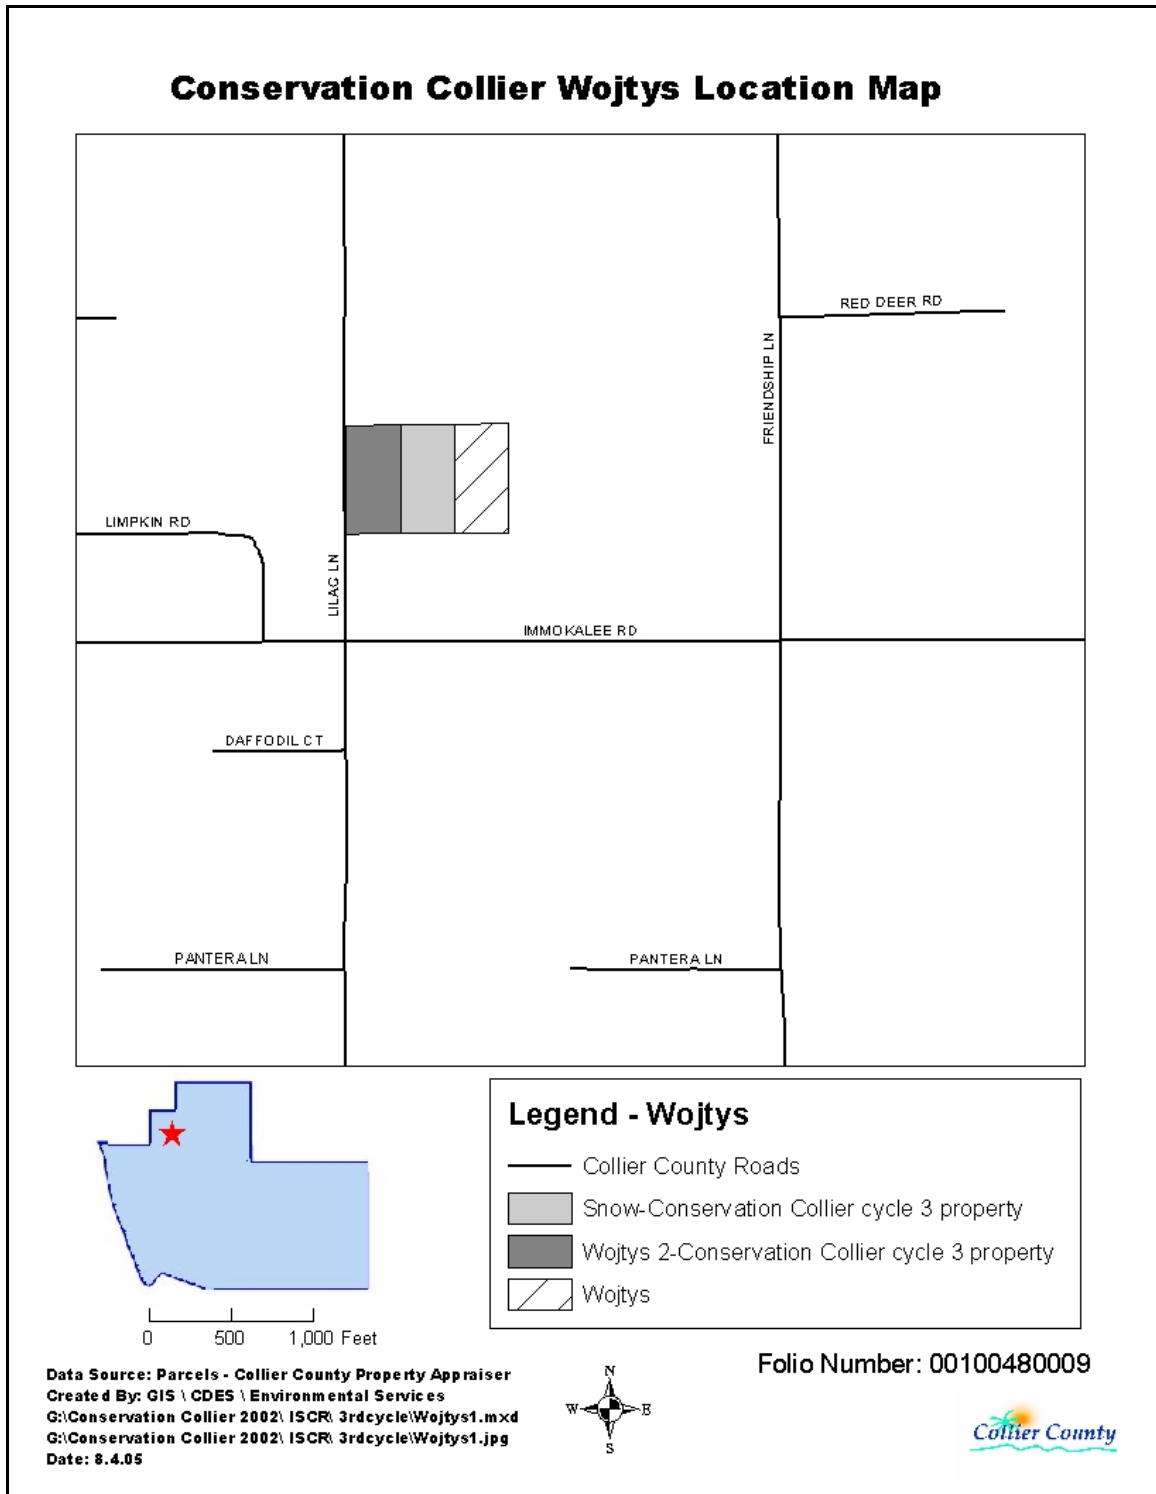 Conservation Collier Wojtys Location Map
RED DEER RD
FRIENDSHIP LN
LIMPKIN RD
LILAC LN
IMMOKALEE RD
DAFFODIL CT
PANTERA LN
PANTERA LN
Legend - Wojtys
Collier County Roads
Snow-Conservation Collier cycle 3 property
Wojtys 2-Conservation Collier cycle 3 property
Wojtys
0 500 1,000 Feet
Data Source: Parcels - Collier County Property Appraiser
Created By: GIS \ CDES \ Environmental Services
G:\Conservation Collier 2002\ ISCR\ 3rdcycle\Wojtys1.mxd
G:\Conservation Collier 2002\ ISCR\ 3rdcycle\Wojtys1.jpg
Date: 8.4.05
N
W E
S
Folio Number: 00100480009
Collier County